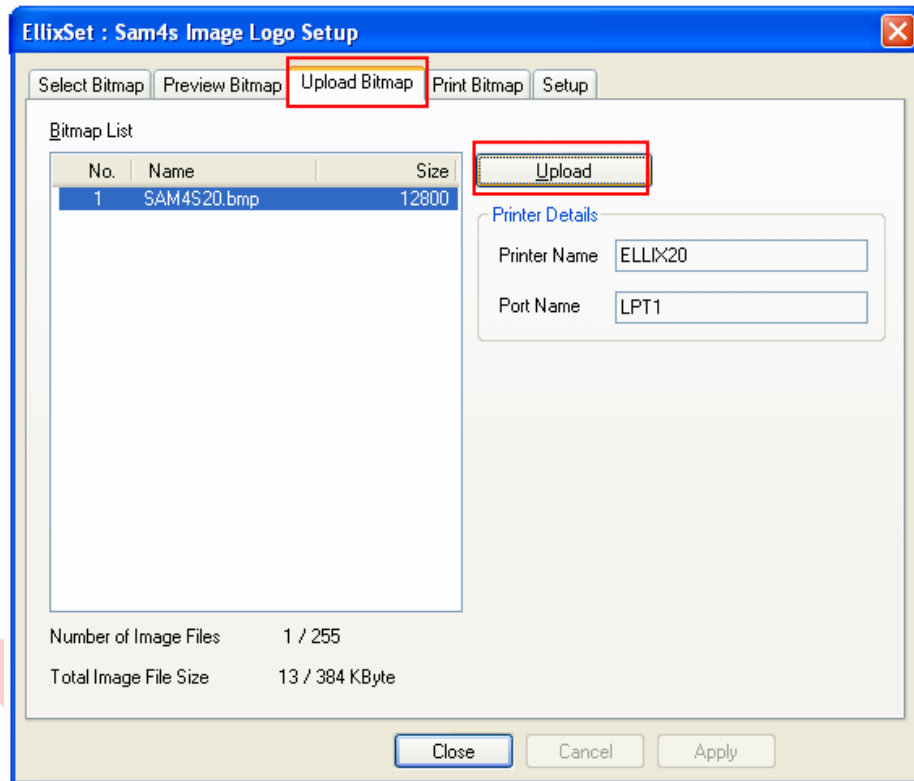 EllixSet : Sam4s Image Logo Setup
Select Bitmap Preview Bitmap Upload Bitmap Print Bitmap Setup
Bitmap List
No. Name Size
1 SAM4S20.bmp 12800
Upload
Printer Details
Printer Name ELLIX20
Port Name LPT1
Number of Image Files 1 / 255
Total Image File Size 13 / 384 KByte
Close Cancel Apply